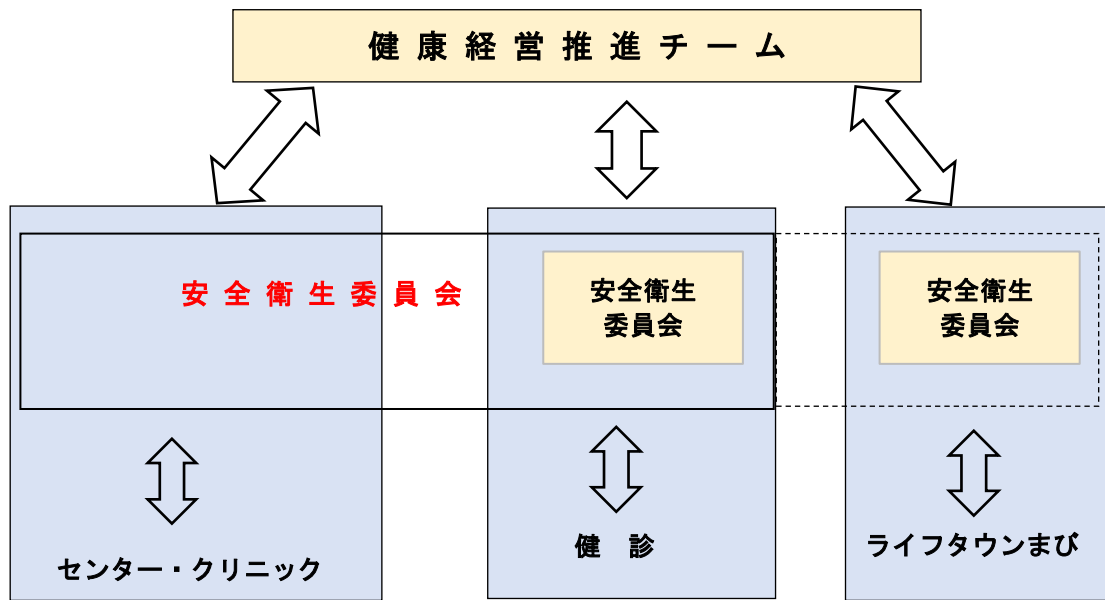 健康経営推進チーム
安全衛生委員会
安全衛生
委員会
安全衛生
委員会
センター・クリニック
健　診
ライフタウンまび